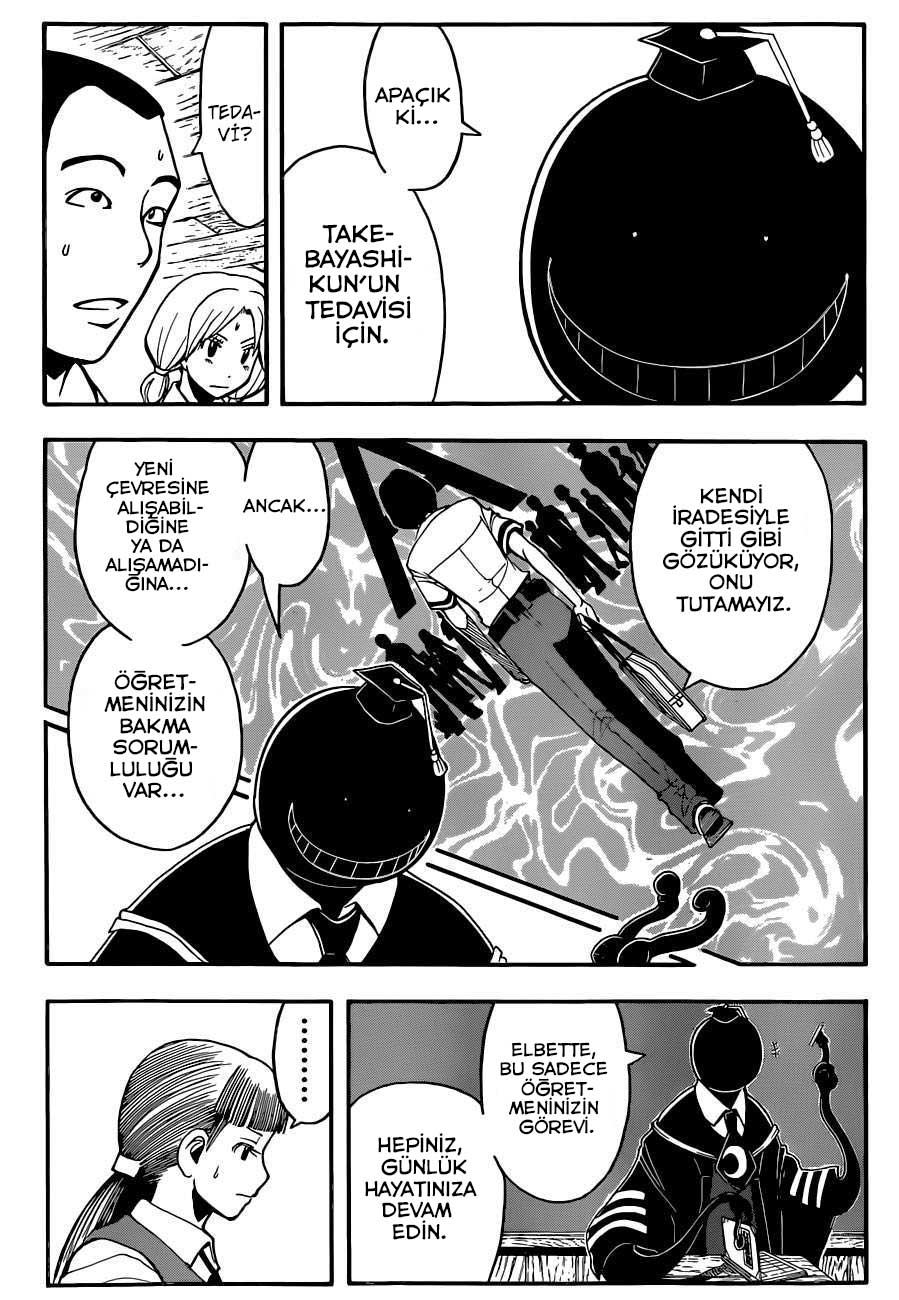 APAÇIK
Kİ...
TAKE-
BAYASHİ-
KUN'UN
TEDAVİSİ
İÇİN.
TEDA-
Vİ?
KENDİ
İRADESİYLE
GİTTİ GİBİ
GÖZÜKÜYOR,
ONU
TUTAMAYIZ.
ANCAK...
YENİ
ÇEVRESİNE
ALIŞABİL-
DİĞİNE
YA DA
ALIŞAMADI-
ĞINA...
ÖĞRET-
MENİNİZİN
BAKMA
SORUM-
LULUĞU
VAR...
ELBETTE,
BU SADECE
ÖĞRET-
MENİNİZİN
GÖREVİ.
HEPİNİZ,
GÜNLÜK
HAYATINIZA
DEVAM
EDİN.
.........